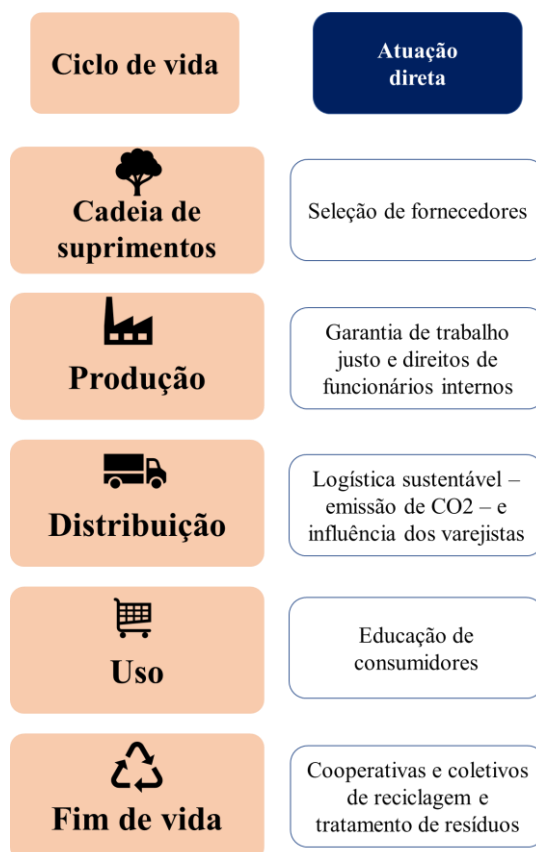 Ciclo de vida
Atuação
direta
Cadeia de
suprimentos
Seleção de fornecedores
Produção
Garantia de trabalho
justo e direitos de
funcionários internos
Distribuição
Logística sustentável –
emissão de CO2 – e
influência dos varejistas
Uso
Educação de
consumidores
Fim de vida
Cooperativas e coletivos
de reciclagem e
tratamento de resíduos